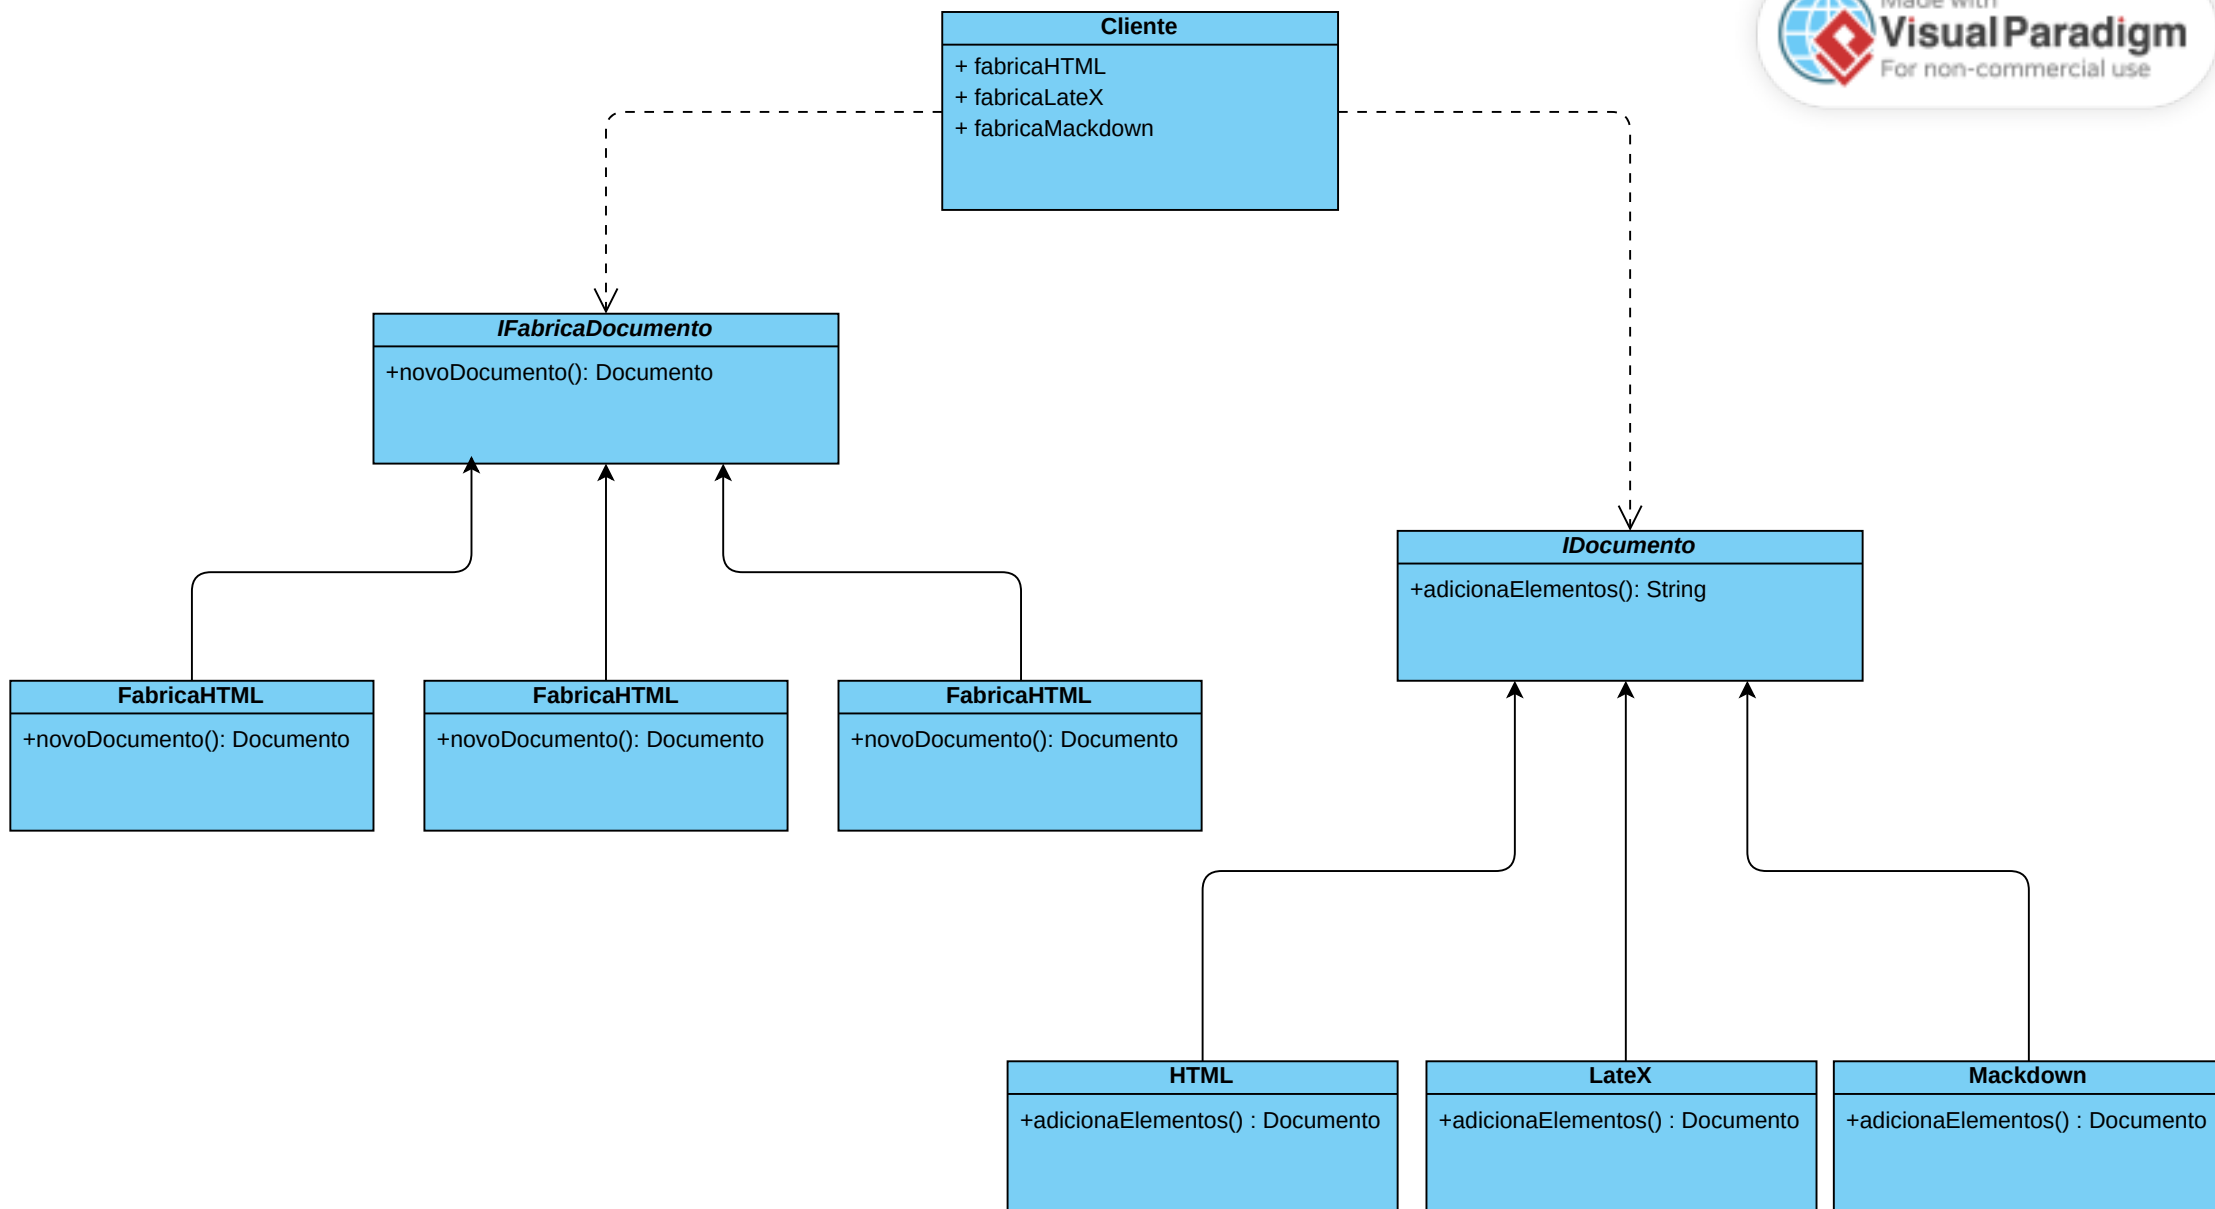 Cliente
+ fabricaHTML
+ fabricaLateX
+ fabricaMackdown
Made with
Visual Paradigm
For non-commercial use
IFabricaDocumento
+novoDocumento(): Documento
IDocumento
+adicionaElementos(): String
FabricaHTML
+novoDocumento(): Documento
FabricaHTML
+novoDocumento(): Documento
FabricaHTML
+novoDocumento(): Documento
HTML
+adicionaElementos() : Documento
LateX
+adicionaElementos() : Documento
Mackdown
+adicionaElementos() : Documento